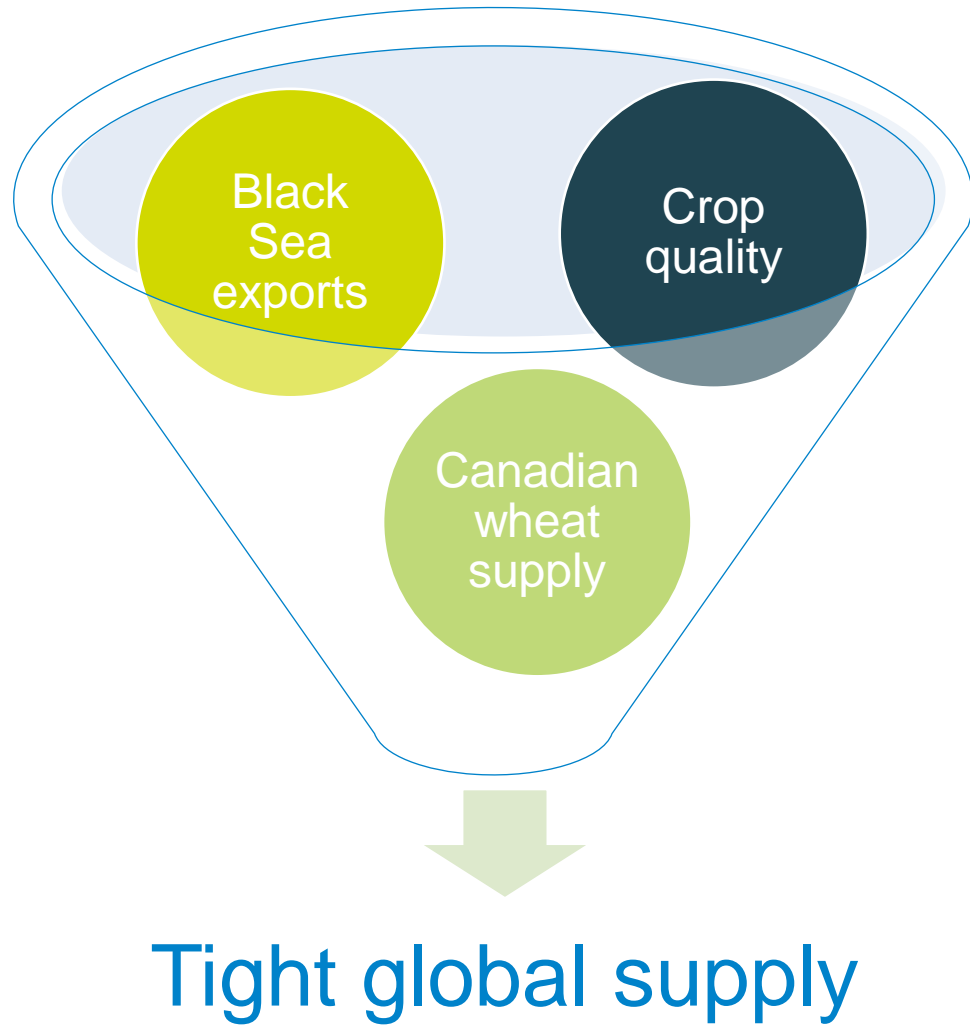 Black
Sea
exports
Crop
quality
Canadian
wheat
supply
Tight global supply